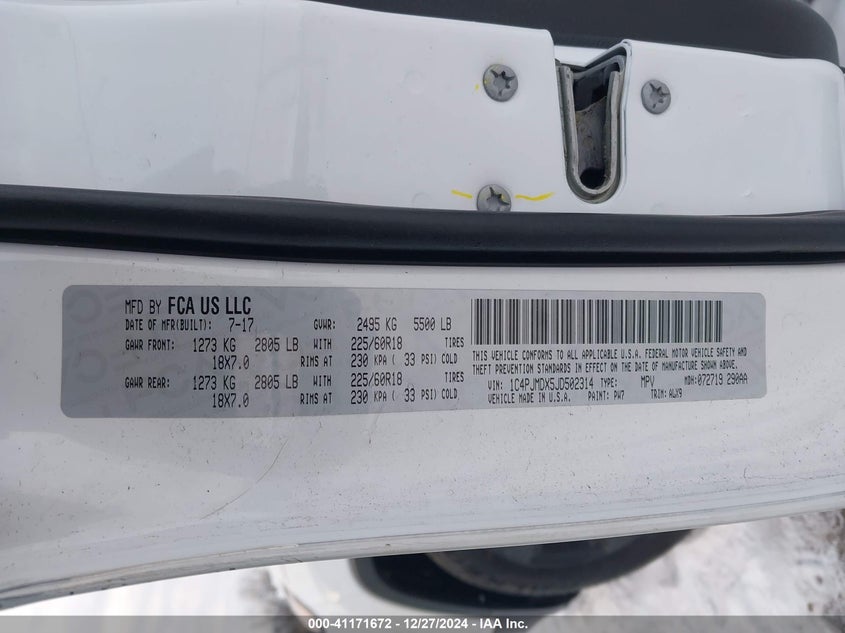 MFD BY FCA US LLC
DATE OF MFR(BUILT): 7-17 GVWR: 2495 KG 5500 LB
GAWR FRONT: 1273 KG 2805 LB WITH 225/60R18 TIRES
18X7.0 RIMS AT 230 KPA ( 33 PSI) COLD
GAWR REAR: 1273 KG 2805 LB WITH 225/60R18 TIRES
18X7.0 RIMS AT 230 KPA ( 33 PSI) COLD
THIS VEHICLE CONFORMS TO ALL APPLICABLE U.S.A. FEDERAL MOTOR VEHICLE SAFETY AND
THEFT PREVENTION STANDARDS IN EFFECT ON THE DATE OF MANUFACTURE SHOWN ABOVE.
VIN: 1C4PJMDX5JD502314 TYPE: MPV MDH:072719 290AA
VEHICLE MADE IN U.S.A. PAINT: PW7 TRIM: ALX9
000-41171672 - 12/27/2024 - IAA Inc.